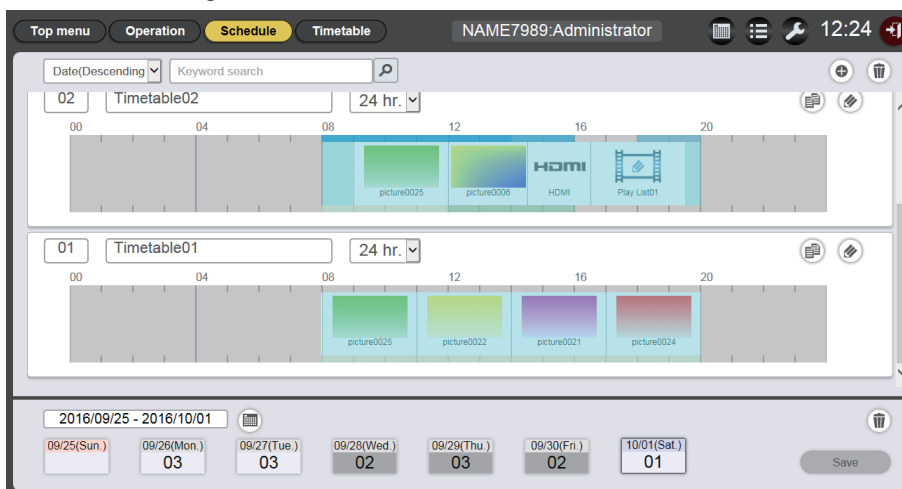 Top menu Operation Schedule Timetable NAME7989:Administrator 12:24
Date(Descending Keyword search
02 Timetable02 24 hr.
00 04 08 12 16 20
HDMI
picture0025 picture0006 HDMI Play List01
01 Timetable01 24 hr.
00 04 08 12 16 20
picture0025 picture0022 picture0021 picture0024
2016/09/25 - 2016/10/01
09/25(Sun.) 09/26(Mon.) 09/27(Tue.) 09/28(Wed.) 09/29(Thu.) 09/30(Fri.) 10/01(Sat.)
03 03 02 03 02 01
Save